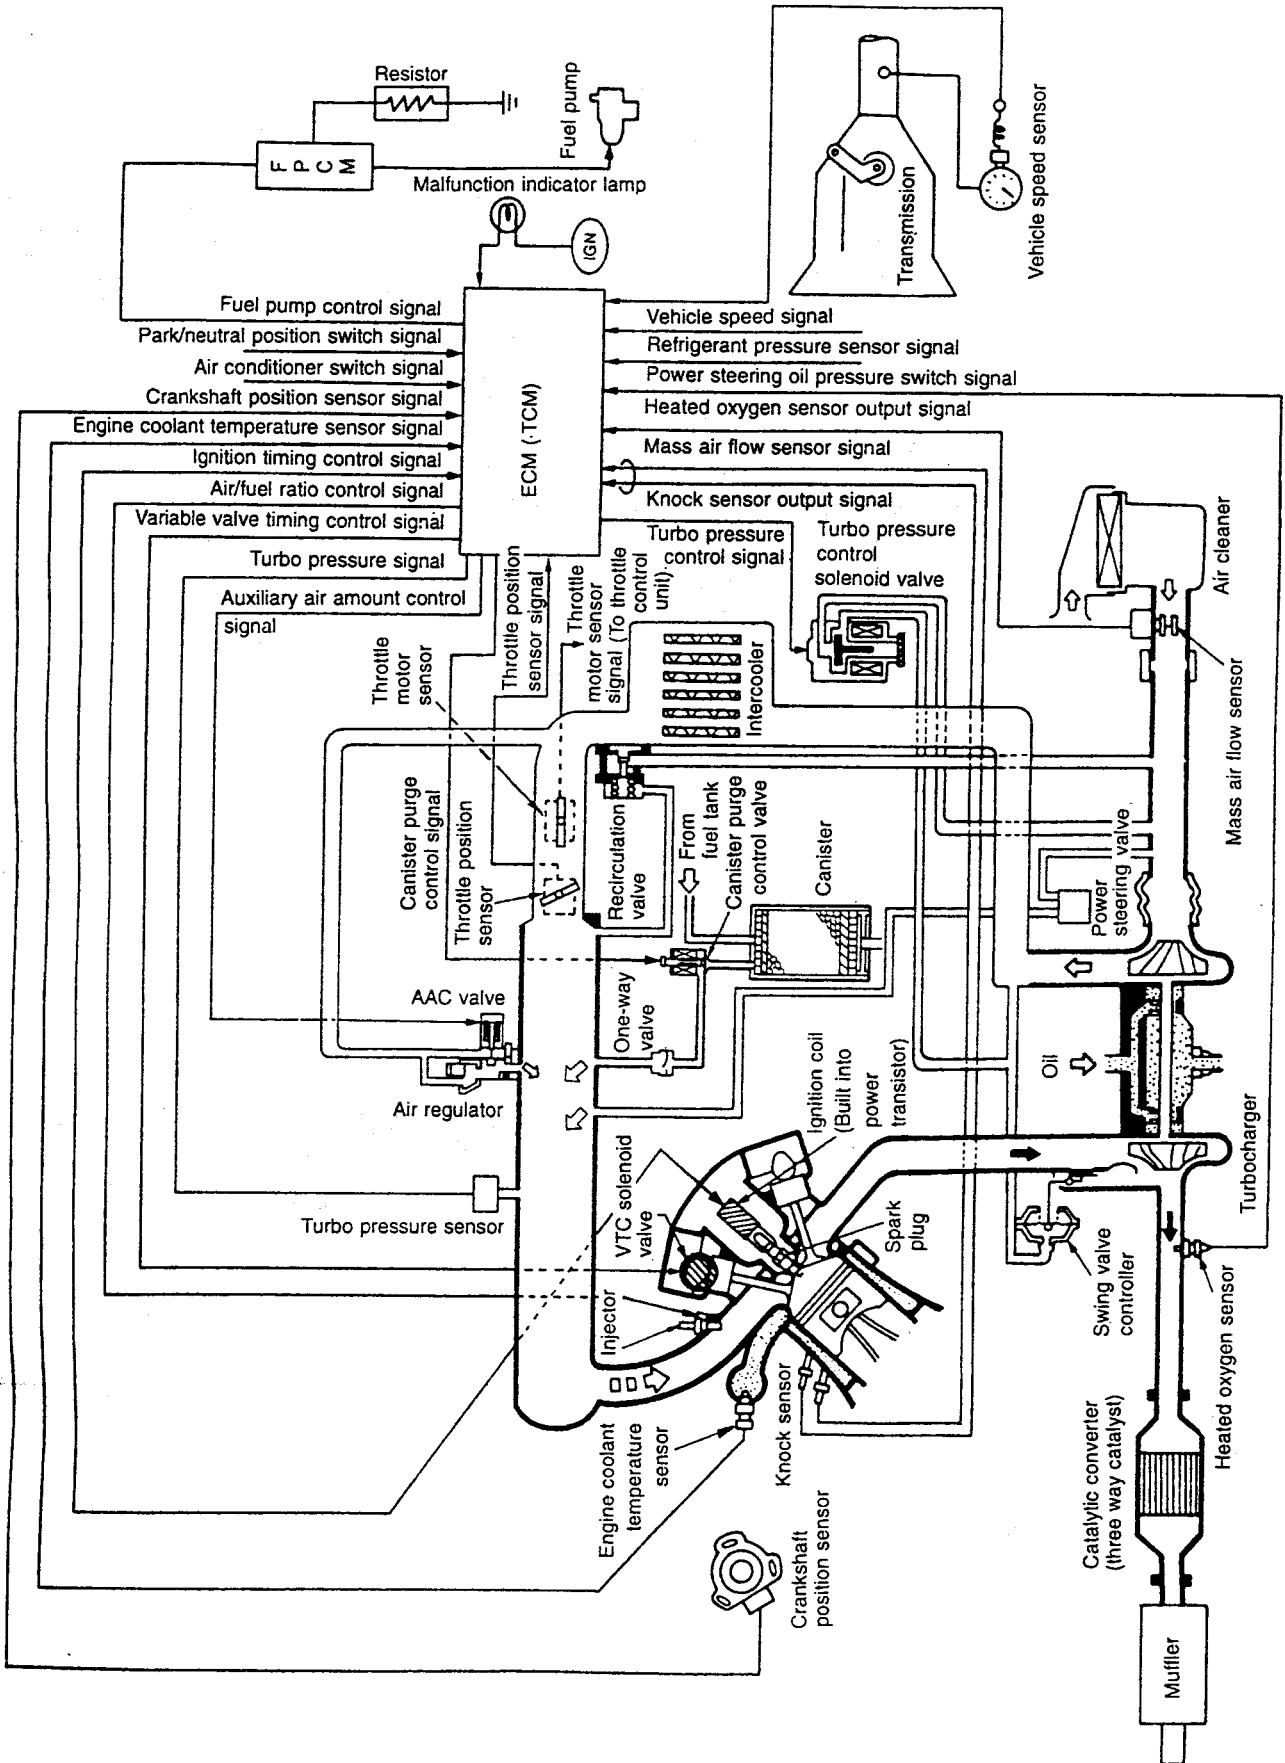 Resistor
F
P
C
M
Fuel pump
Malfunction indicator lamp
IGN
Transmission
Vehicle speed sensor
Fuel pump control signal
Park/neutral position switch signal
Air conditioner switch signal
Crankshaft position sensor signal
Engine coolant temperature sensor signal
Ignition timing control signal
Air/fuel ratio control signal
Variable valve timing control signal
Turbo pressure signal
Auxiliary air amount control
signal
ECM (·TCM)
Vehicle speed signal
Refrigerant pressure sensor signal
Power steering oil pressure switch signal
Heated oxygen sensor output signal
Mass air flow sensor signal
Knock sensor output signal
Turbo pressure
control signal
Turbo pressure
control
solenoid valve
Throttle position
sensor signal
Throttle
motor sensor
signal (To throttle
control
unit)
Throttle
motor
sensor
Intercooler
Air cleaner
Mass air flow sensor
Canister purge
control signal
Throttle position
sensor
Recirculation
valve
From
fuel tank
Canister purge
control valve
Canister
Power
steering valve
AAC valve
Air regulator
One-way
valve
Oil
Turbocharger
Turbo pressure sensor
VTC solenoid
valve
Ignition coil
(Built into
power
transistor)
Spark
plug
Injector
Swing valve
controller
Heated oxygen sensor
Engine coolant
temperature
sensor
Knock sensor
Crankshaft
position sensor
Catalytic converter
(three way catalyst)
Muffler